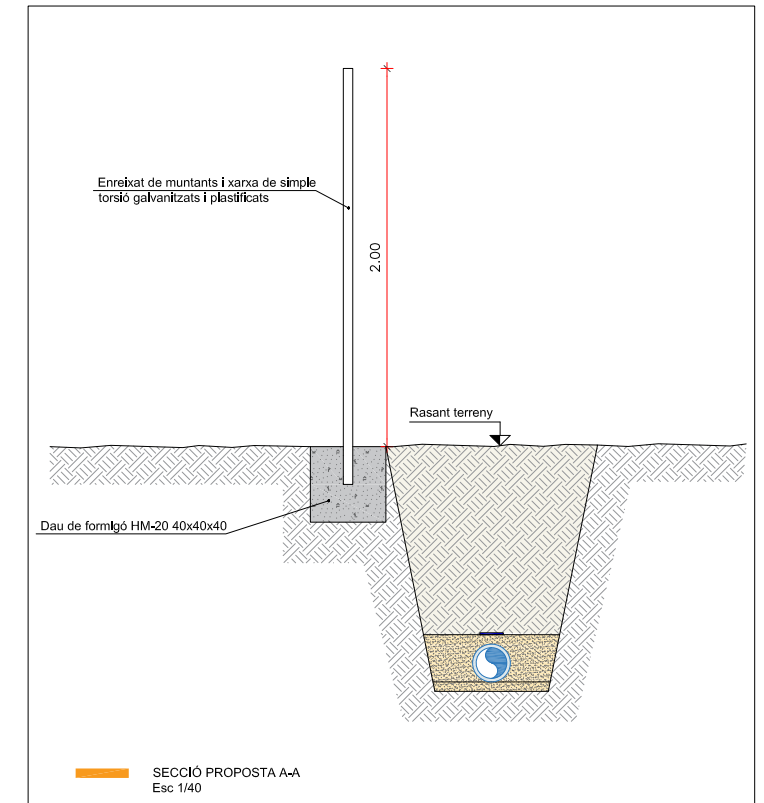 Enreixat de muntants i xarxa de simple
torsió galvanitzats i plastificats
2.00
Rasant terreny
Dau de formigó HM-20 40x40x40
SECCIÓ PROPOSTA A-A
Esc 1/40